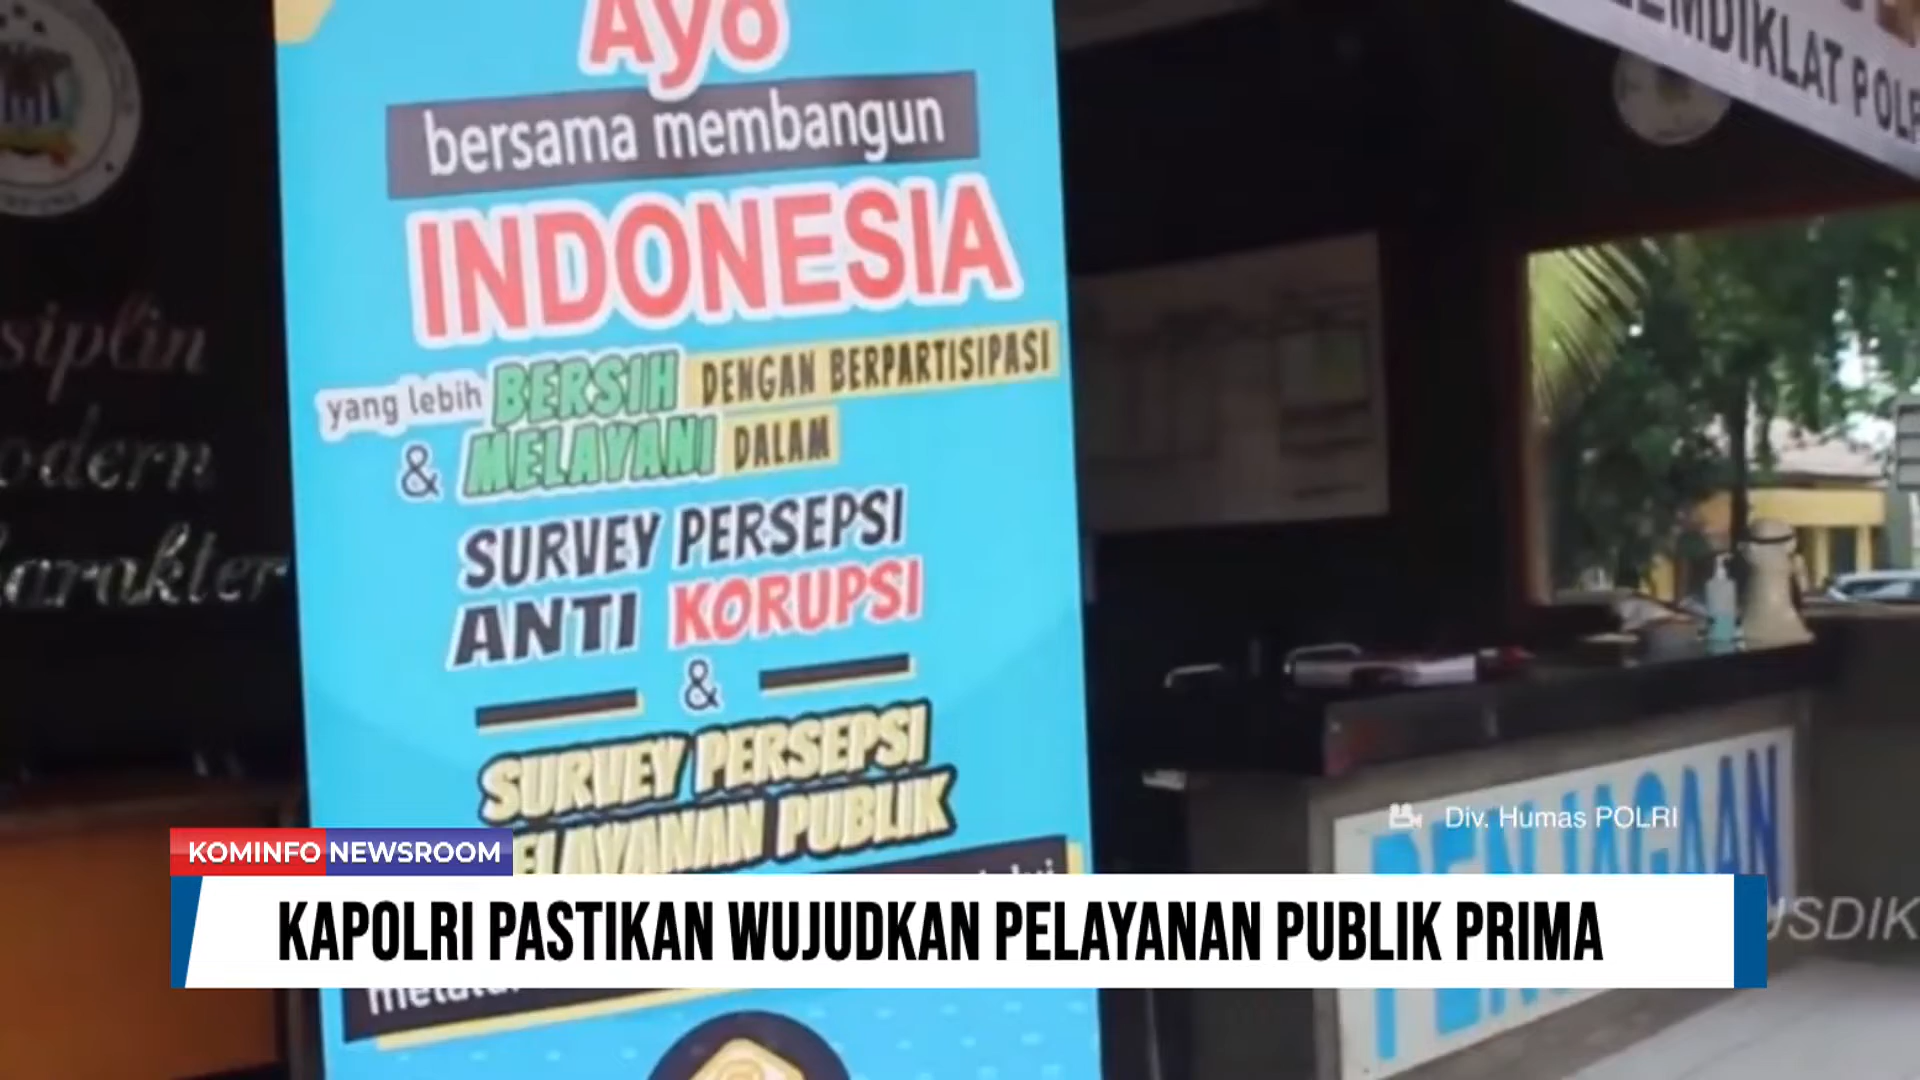 Ayo
bersama membangun
INDONESIA
yang lebih BERSIH DENGAN BERPARTISIPASI
& MELAYANI DALAM
SURVEY PERSEPSI
ANTI KORUPSI
&
SURVEY PERSEPSI
PELAYANAN PUBLIK
LEMDIKLAT POLRI
siplin
odern
arakter
PENJAGAAN
Div. Humas POLRI
KOMINFO NEWSROOM
KAPOLRI PASTIKAN WUJUDKAN PELAYANAN PUBLIK PRIMA
USDIK